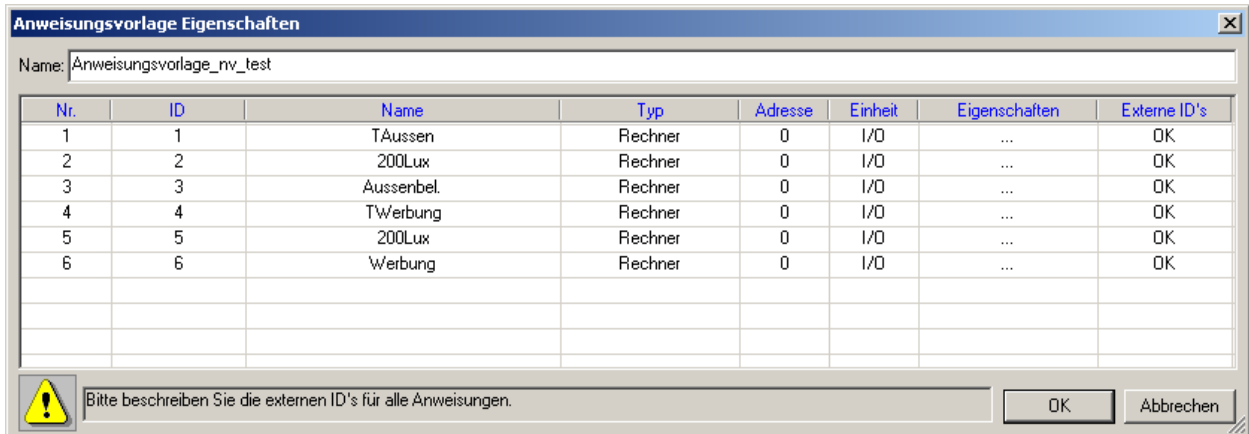 Anweisungsvorlage Eigenschaften
Name: Anweisungsvorlage_nv_test
Nr. ID Name Typ Adresse Einheit Eigenschaften Externe ID's
1 1 TAussen Rechner 0 I/O ... OK
2 2 200Lux Rechner 0 I/O ... OK
3 3 Aussenbel. Rechner 0 I/O ... OK
4 4 TWerbung Rechner 0 I/O ... OK
5 5 200Lux Rechner 0 I/O ... OK
6 6 Werbung Rechner 0 I/O ... OK
Bitte beschreiben Sie die externen ID's für alle Anweisungen. OK Abbrechen